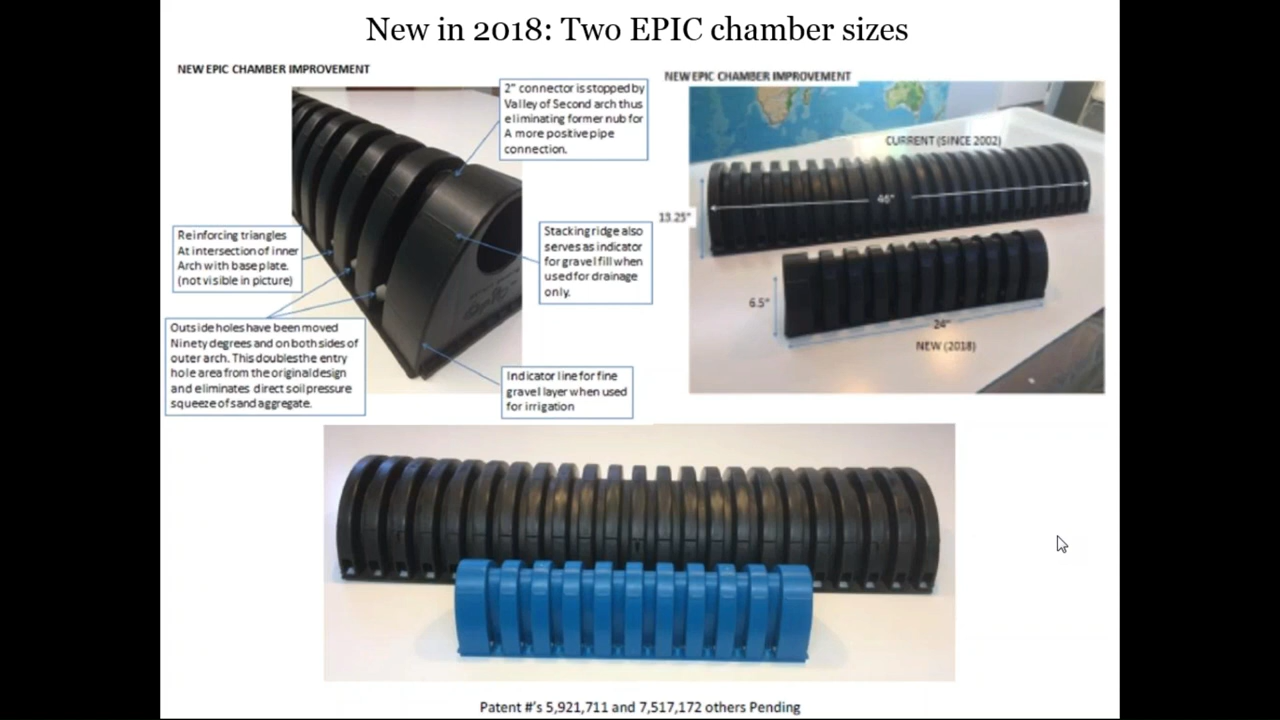 New in 2018: Two EPIC chamber sizes
NEW EPIC CHAMBER IMPROVEMENT
2" connector is stopped by
Valley of Second arch thus
eliminating former nub for
A more positive pipe
connection.
Reinforcing triangles
At intersection of inner
Arch with base plate.
(not visible in picture)
Stacking ridge also
serves as indicator
for gravel fill when
used for drainage
only.
Outside holes have been moved
Ninety degrees and on both sides of
outer arch. This doubles the entry
hole area from the original design
and eliminates direct soil pressure
squeeze of sand aggregate.
Indicator line for fine
gravel layer when used
for irrigation
NEW EPIC CHAMBER IMPROVEMENT
CURRENT (SINCE 2002)
46"
13.25"
6.5"
24"
NEW (2018)
Patent #'s 5,921,711 and 7,517,172 others Pending